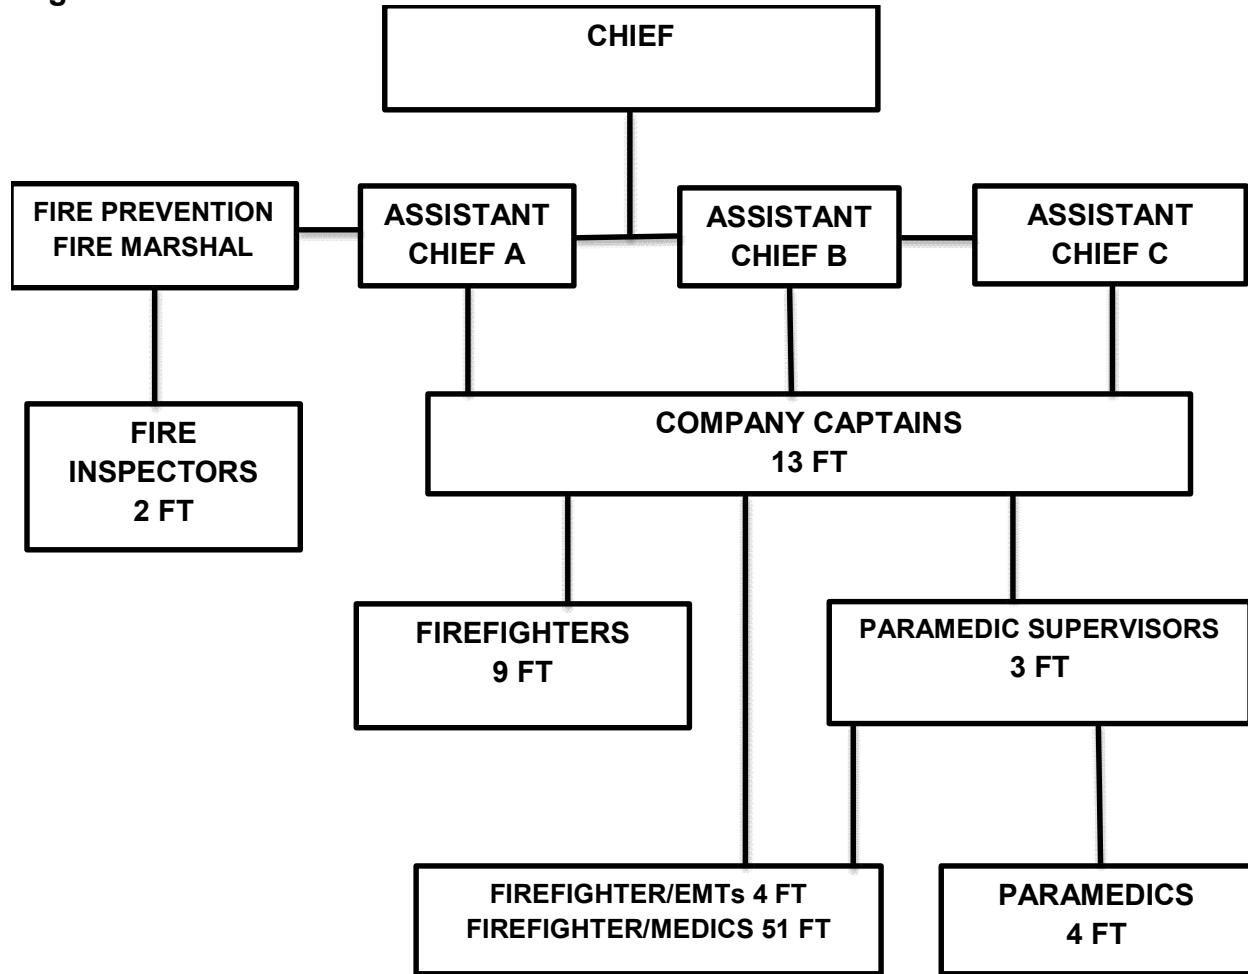 CHIEF
FIRE PREVENTION
FIRE MARSHAL
ASSISTANT
CHIEF A
ASSISTANT
CHIEF B
ASSISTANT
CHIEF C
FIRE
INSPECTORS
2 FT
COMPANY CAPTAINS
13 FT
FIREFIGHTERS
9 FT
PARAMEDIC SUPERVISORS
3 FT
FIREFIGHTER/EMTs 4 FT
FIREFIGHTER/MEDICS 51 FT
PARAMEDICS
4 FT